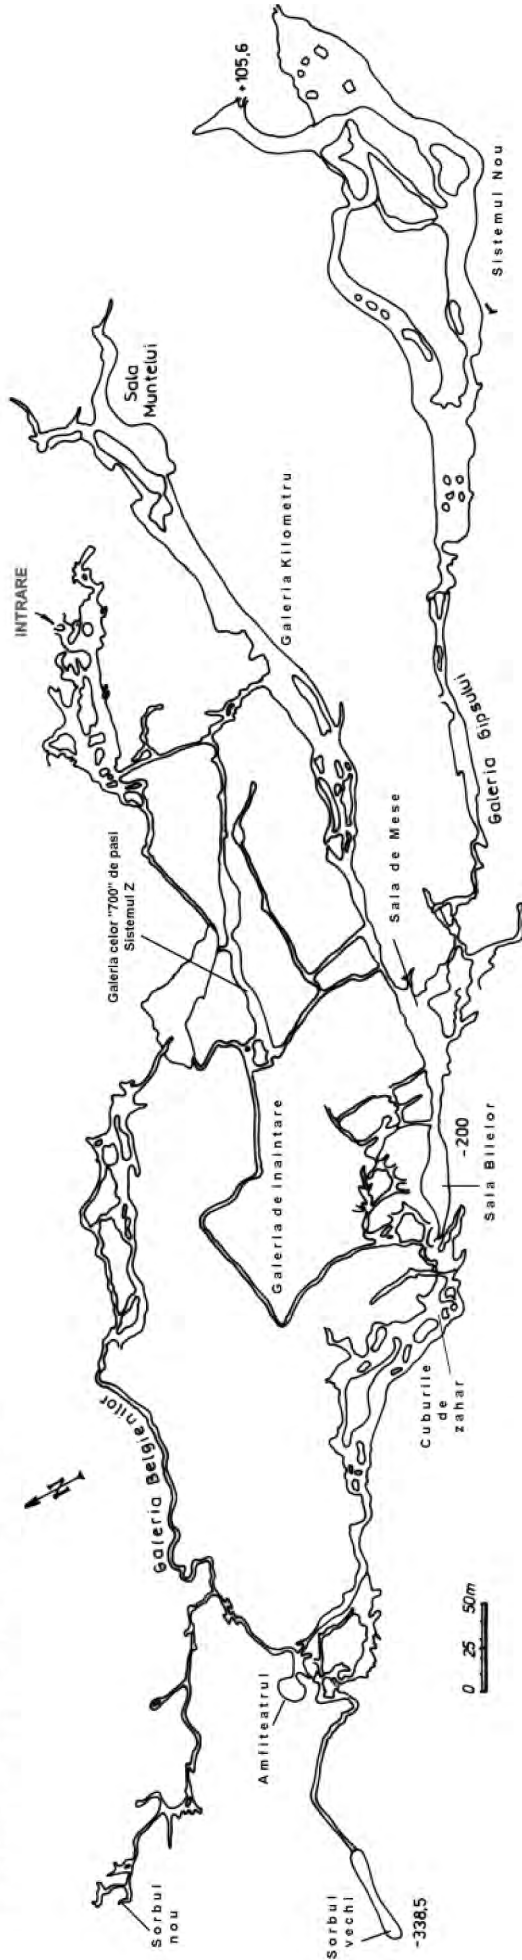 +105,6
Sistemul Nou
Sala
Muntelui
INTRARE
Galeria Kilometru
Galeria Gipsului
Galeria celor "700" de pasi
Sistemul Z
Sala de Mese
Galeria de inaintare
-200
Sala Bilelor
Cuburile
de
zahar
Galeria Belgienilor
N
0 25 50m
Amfiteatrul
Sorbul
nou
Sorbul
vechi
-338,5